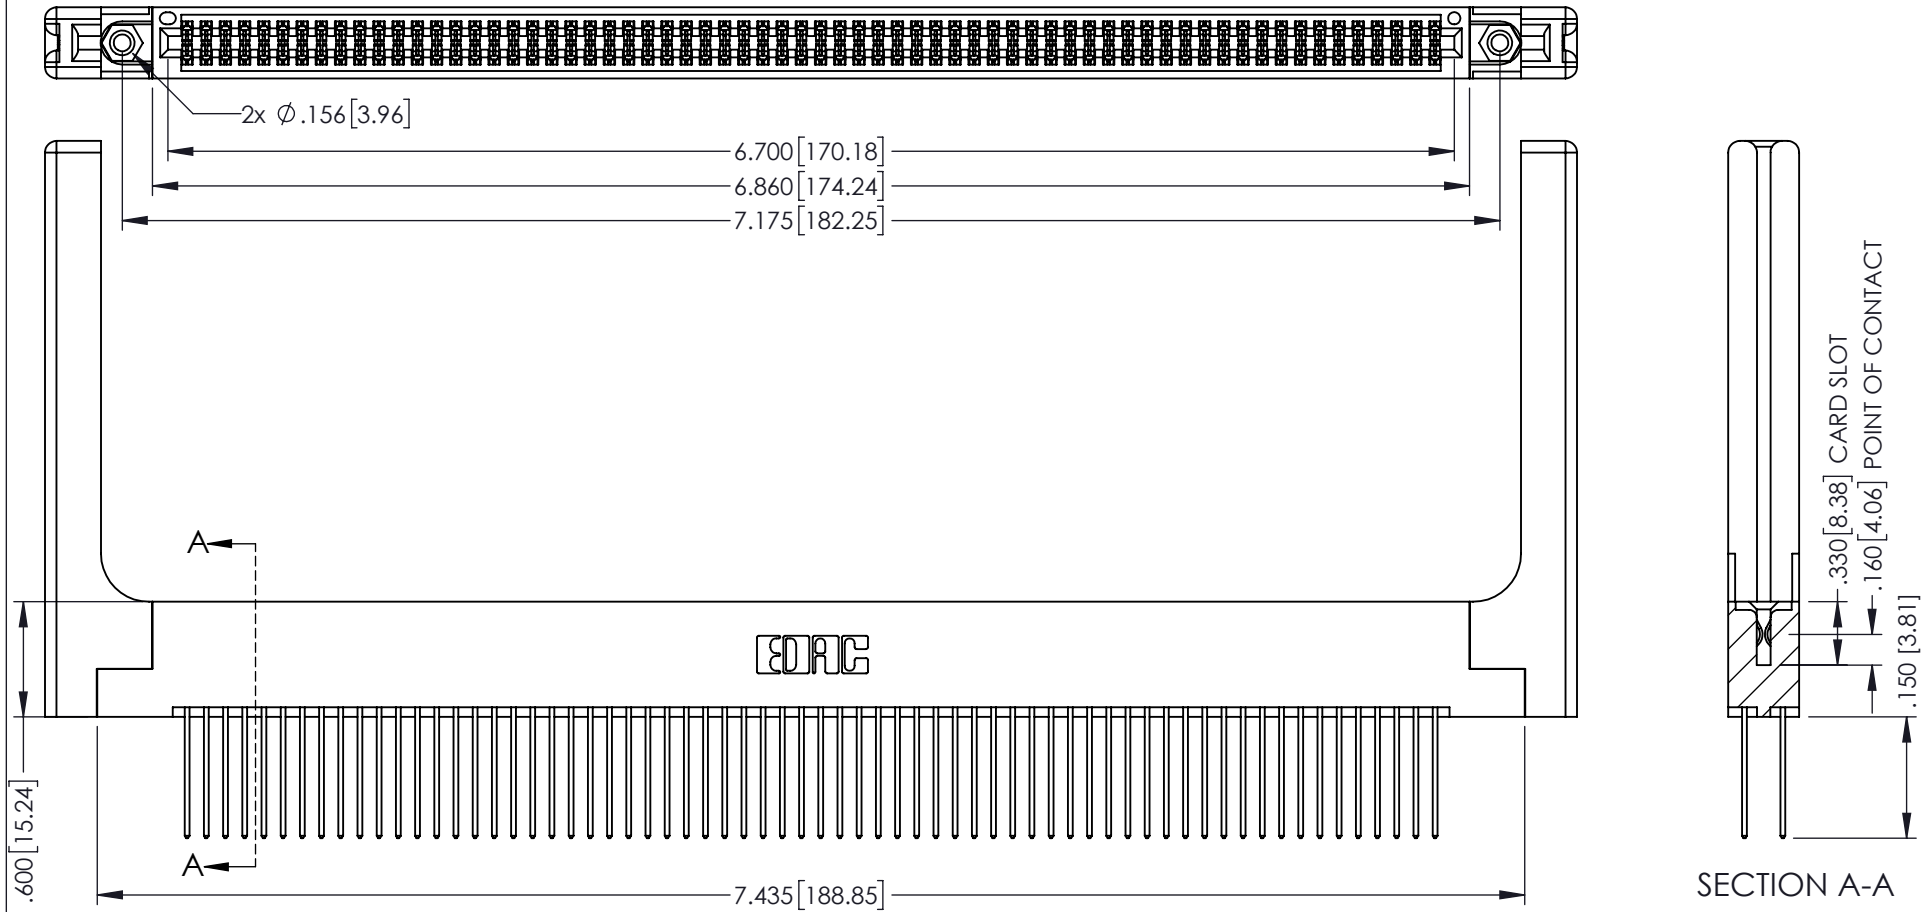 2x Ø.156[3.96]
6.700[170.18]
6.860[174.24]
7.175[182.25]
.330[8.38] CARD SLOT
.160[4.06] POINT OF CONTACT
.150 [3.81]
A
EDAC
.600[15.24]
A
7.435[188.85]
SECTION A-A